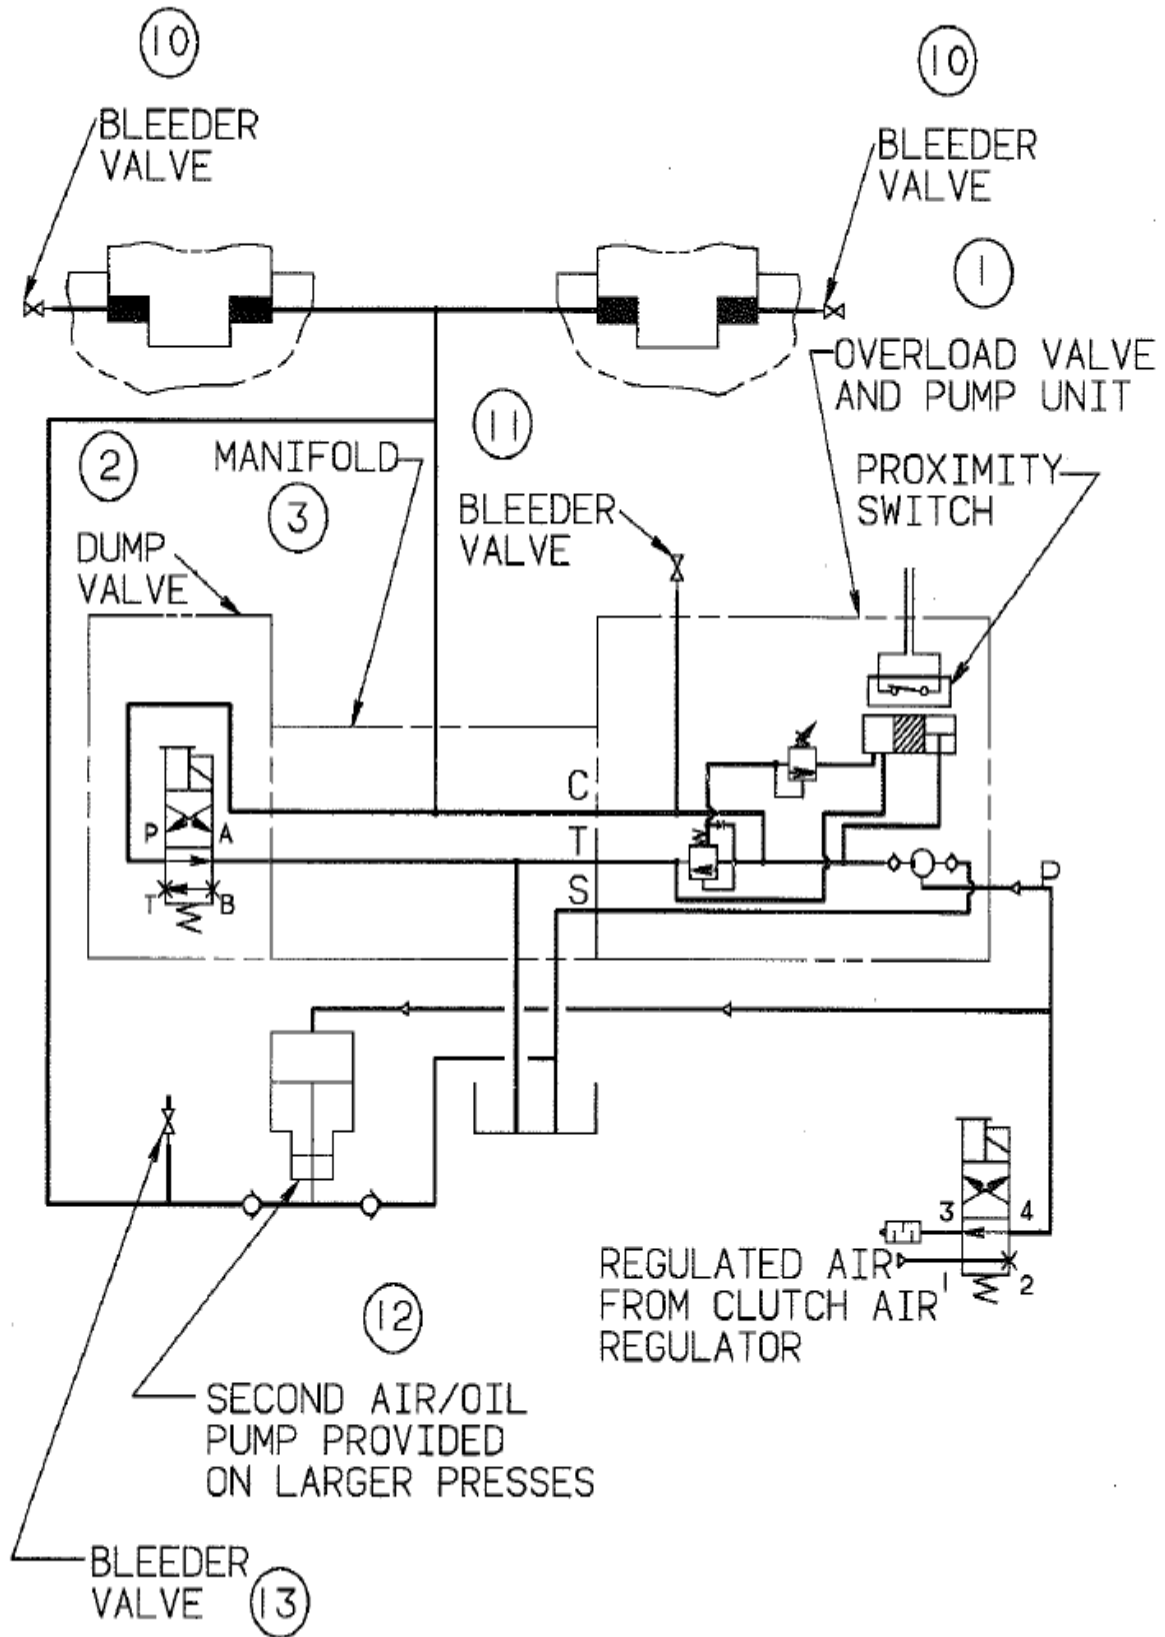 10
10
BLEEDER
VALVE
BLEEDER
VALVE
1
OVERLOAD VALVE
AND PUMP UNIT
11
2
MANIFOLD
3
PROXIMITY
SWITCH
BLEEDER
VALVE
DUMP
VALVE
C
P A
T
T B
S
P
3 4
REGULATED AIR
1 2
FROM CLUTCH AIR
REGULATOR
12
SECOND AIR/OIL
PUMP PROVIDED
ON LARGER PRESSES
BLEEDER
VALVE
13